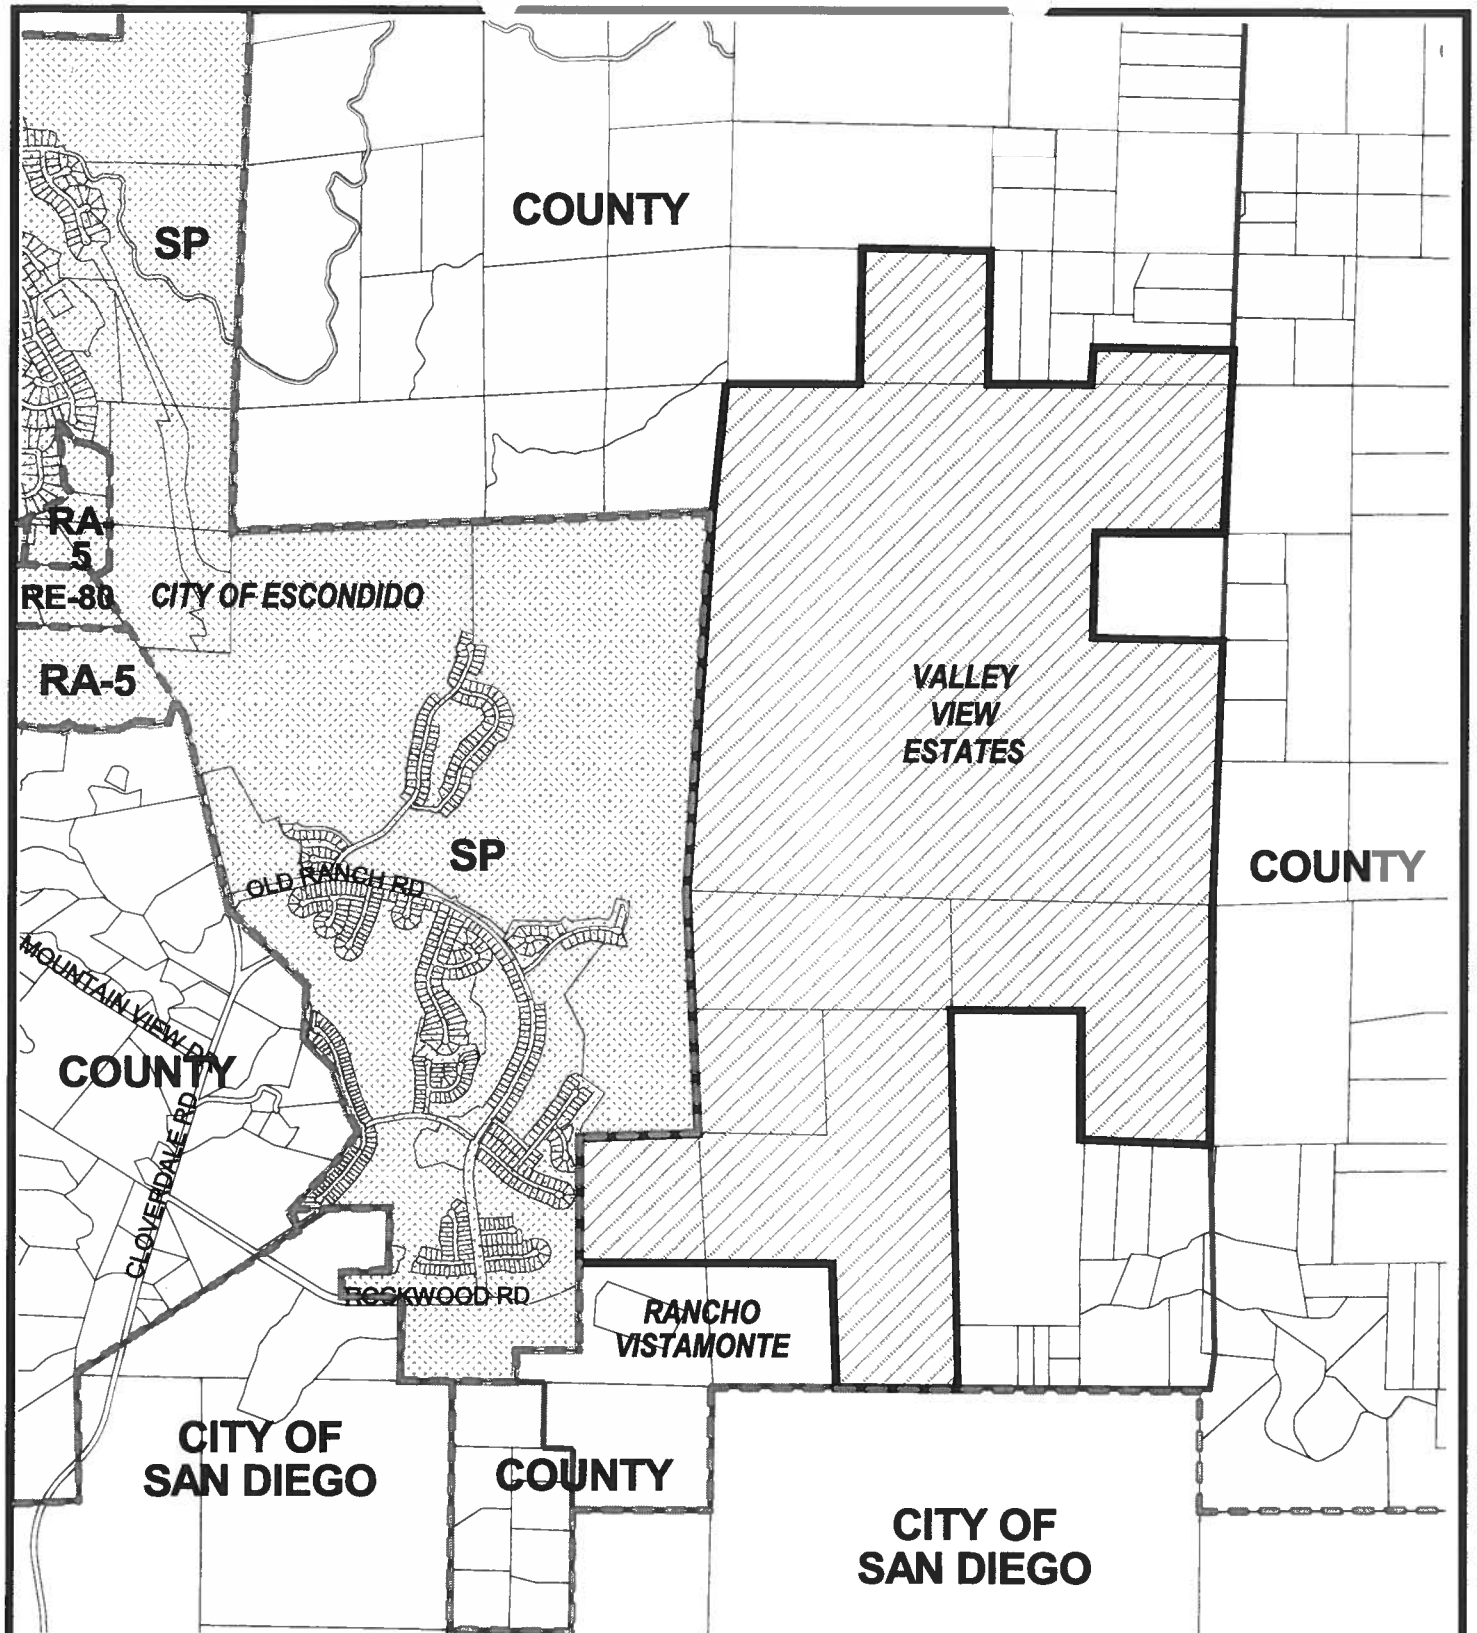 COUNTY
SP
RA-
5
RE-80
CITY OF ESCONDIDO
RA-5
VALLEY
VIEW
ESTATES
SP
COUNTY
OLD RANCH RD
MOUNTAIN VIEW DR
COUNTY
CLOVERDALE RD
ROCKWOOD RD
RANCHO
VISTAMONTE
CITY OF
SAN DIEGO
COUNTY
CITY OF
SAN DIEGO